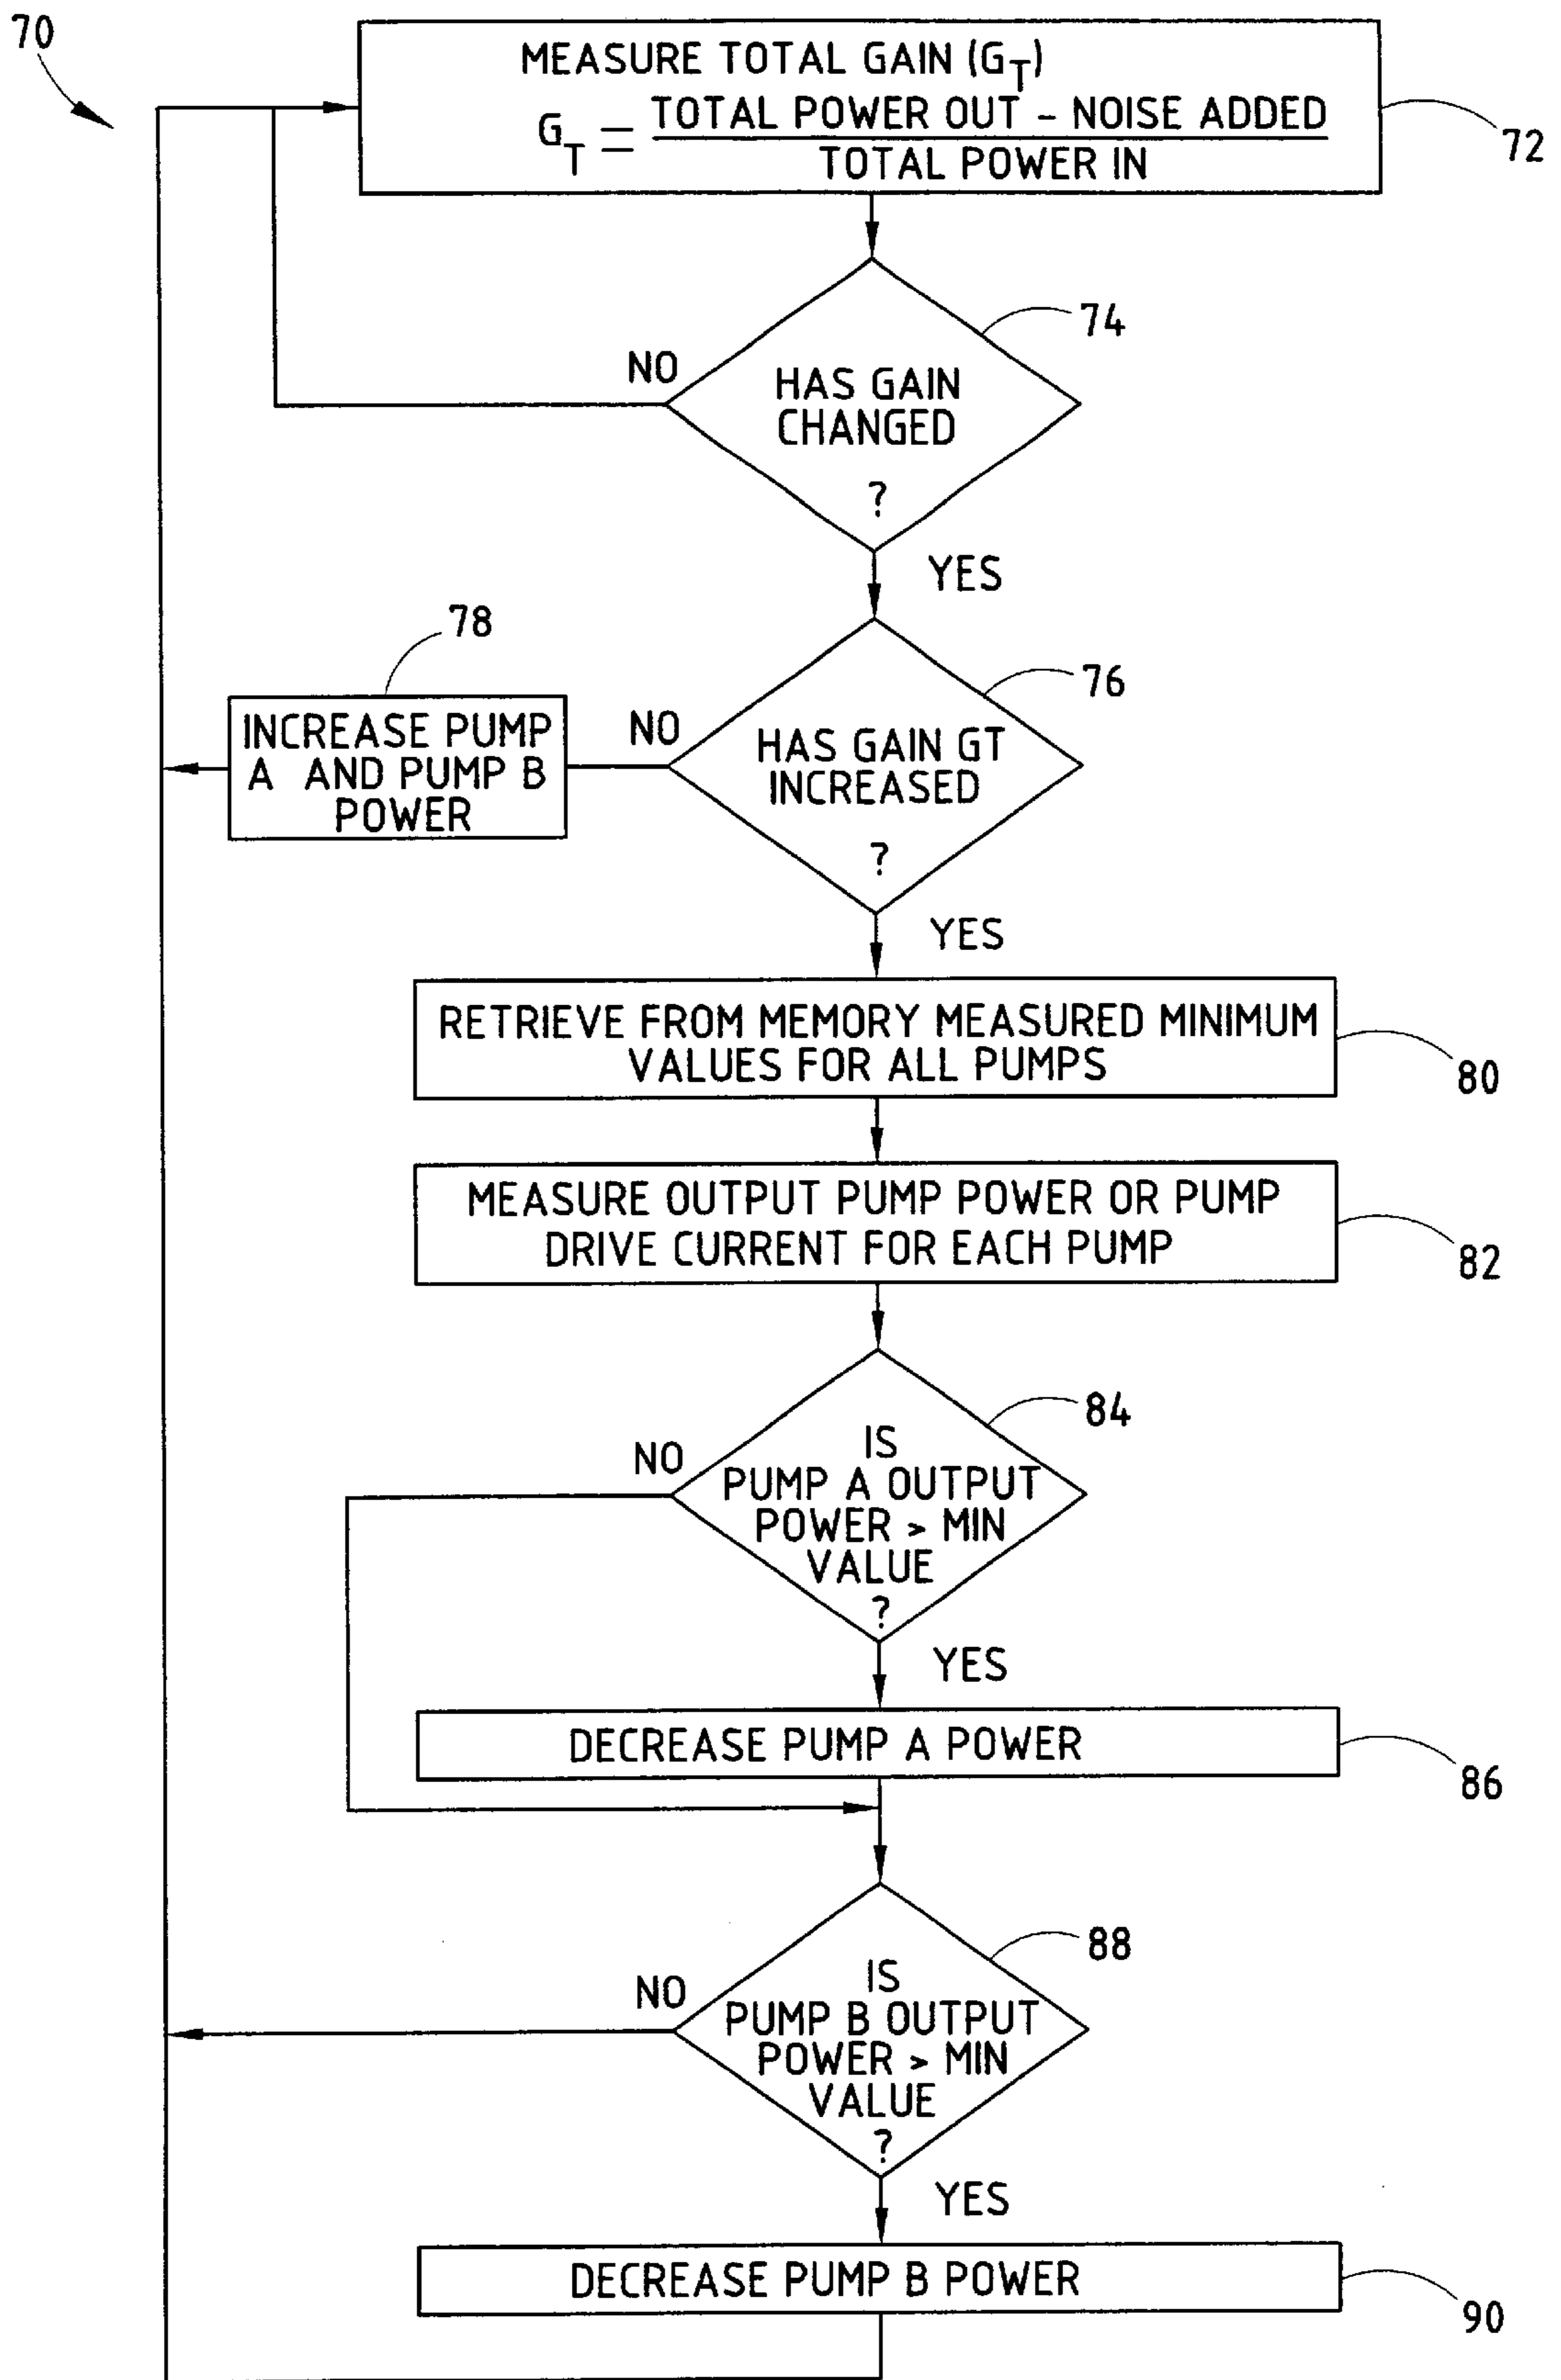 70
MEASURE TOTAL GAIN (GT)
GT = TOTAL POWER OUT - NOISE ADDED
TOTAL POWER IN
72
74
NO
HAS GAIN
CHANGED
?
YES
78
76
INCREASE PUMP
A AND PUMP B
POWER
NO
HAS GAIN GT
INCREASED
?
YES
RETRIEVE FROM MEMORY MEASURED MINIMUM
VALUES FOR ALL PUMPS
80
MEASURE OUTPUT PUMP POWER OR PUMP
DRIVE CURRENT FOR EACH PUMP
82
84
NO
IS
PUMP A OUTPUT
POWER > MIN
VALUE
?
YES
DECREASE PUMP A POWER
86
88
NO
IS
PUMP B OUTPUT
POWER > MIN
VALUE
?
YES
DECREASE PUMP B POWER
90